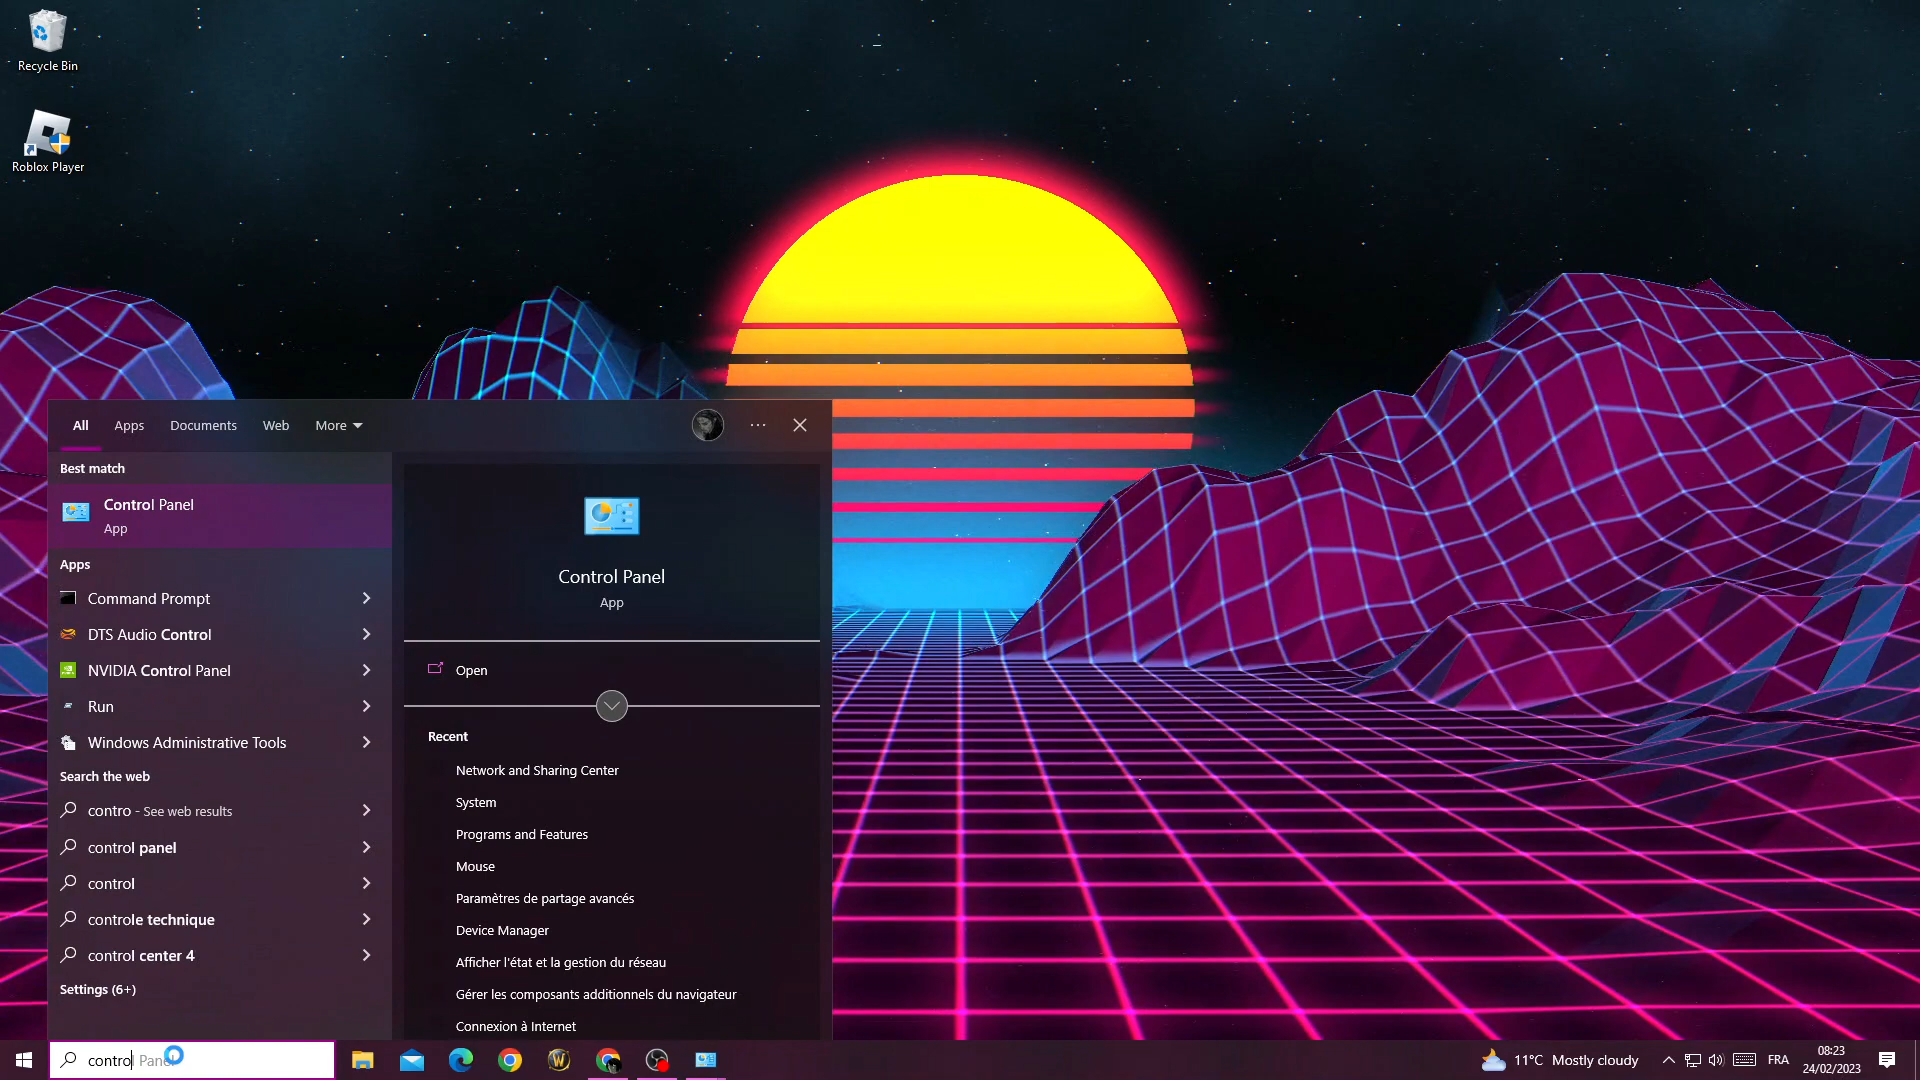 Recycle Bin
Roblox Player
All
Apps
Documents
Web
More
Best match
Control Panel
App
Apps
Command Prompt
DTS Audio Control
NVIDIA Control Panel
Run
Windows Administrative Tools
Search the web
contro - See web results
control panel
control
controle technique
control center 4
Settings (6+)
Control Panel
App
Open
Recent
Network and Sharing Center
System
Programs and Features
Mouse
Paramètres de partage avancés
Device Manager
Afficher l'état et la gestion du réseau
Gérer les composants additionnels du navigateur
Connexion à Internet
control Panel
11°C Mostly cloudy
FRA
08:23
24/02/2023